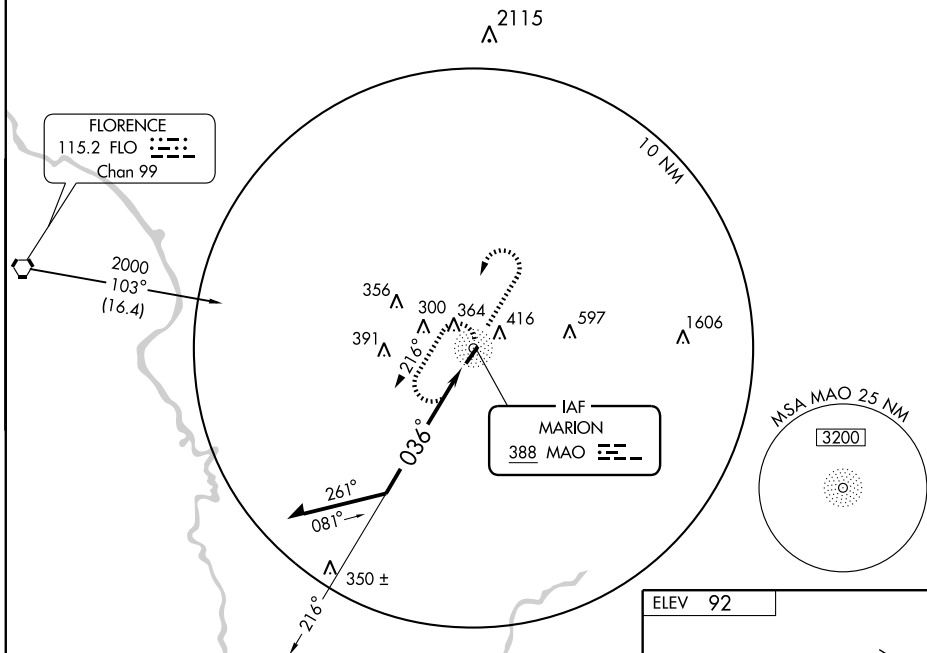 2115
FLORENCE
115.2 FLO
Chan 99
10 NM
2000
103°
(16.4)
356
300
364
416
597
1606
391
216°
036°
IAF
MARION
388 MAO
MSA MAO 25 NM
3200
261°
081°
350 ±
216°
ELEV 92